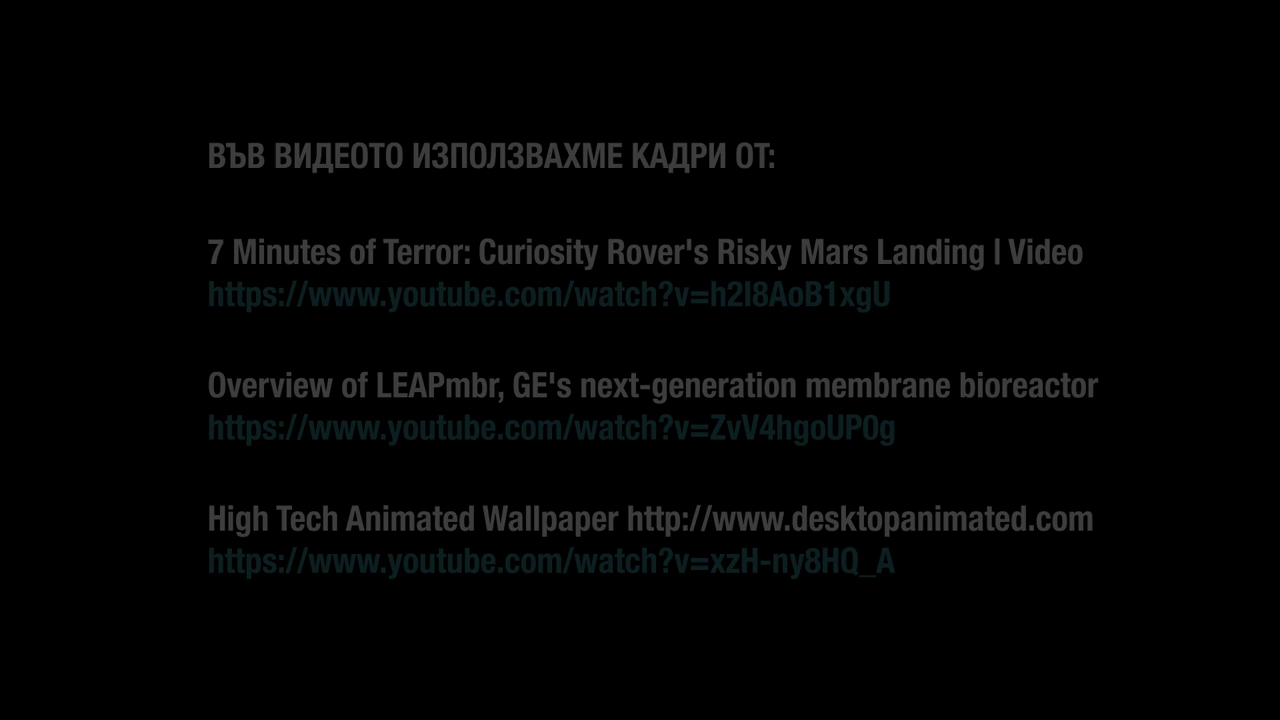 ВЪВ ВИДЕОТО ИЗПОЛЗВАХМЕ КАДРИ ОТ:
7 Minutes of Terror: Curiosity Rover's Risky Mars Landing | Video
https://www.youtube.com/watch?v=h2I8AoB1xgU
Overview of LEAPmbr, GE's next-generation membrane bioreactor
https://www.youtube.com/watch?v=ZvV4hgoUP0g
High Tech Animated Wallpaper http://www.desktopanimated.com
https://www.youtube.com/watch?v=xzH-ny8HQ_A